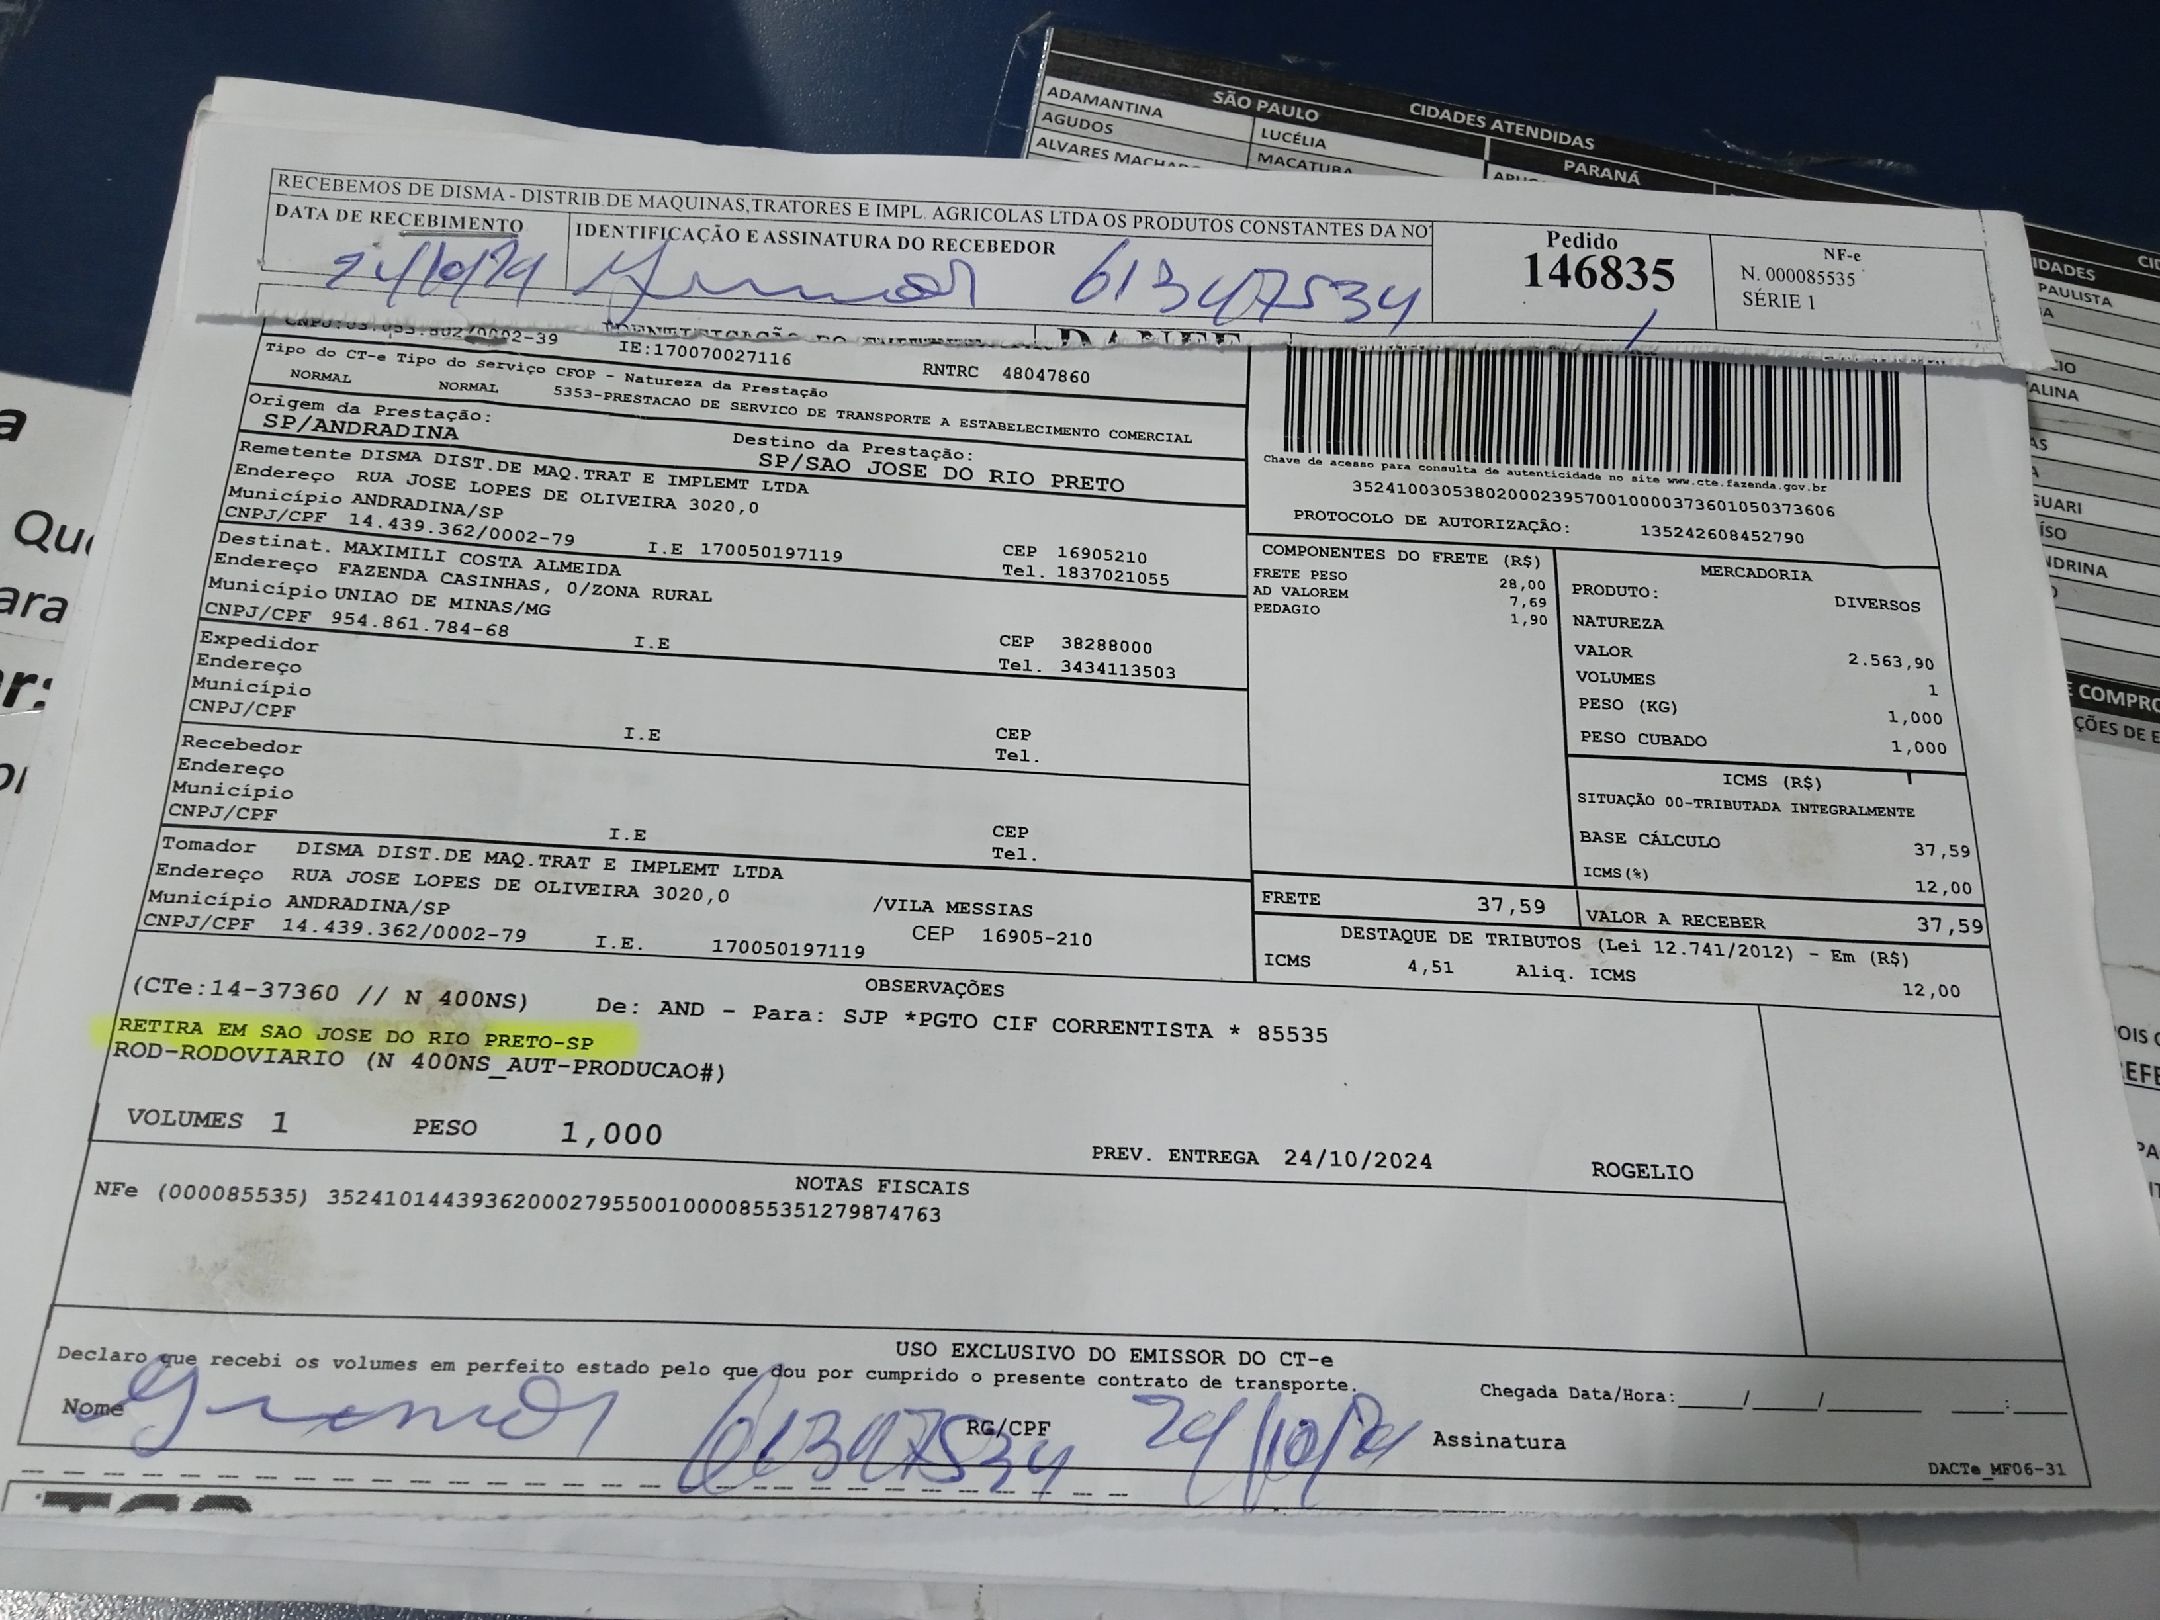 SÃO PAULO CIDADES ATENDIDAS
ADAMANTINA LUCÉLIA PARANÁ
AGUDOS MACATUBA
ALVARES MACHADO
RECEBEMOS DE DISMA - DISTRIB.DE MAQUINAS,TRATORES E IMPL. AGRICOLAS LTDA OS PRODUTOS CONSTANTES DA NO
DATA DE RECEBIMENTO
IDENTIFICAÇÃO E ASSINATURA DO RECEBEDOR
24/10/24 61347534
Pedido
146835
NF-e
N. 000085535
SÉRIE 1
IE:170070027116
RNTRC 48047860
Tipo do CT-e Tipo do Serviço CFOP - Natureza da Prestação
NORMAL NORMAL 5353-PRESTACAO DE SERVICO DE TRANSPORTE A ESTABELECIMENTO COMERCIAL
Origem da Prestação:
SP/ANDRADINA
Destino da Prestação:
SP/SAO JOSE DO RIO PRETO
Remetente DISMA DIST.DE MAQ.TRAT E IMPLEMT LTDA
Endereço RUA JOSE LOPES DE OLIVEIRA 3020,0
Município ANDRADINA/SP
CNPJ/CPF 14.439.362/0002-79 I.E 170050197119
CEP 16905210
Tel. 1837021055
Destinat. MAXIMILI COSTA ALMEIDA
Endereço FAZENDA CASINHAS, 0/ZONA RURAL
Município UNIAO DE MINAS/MG
CNPJ/CPF 954.861.784-68 I.E
CEP 38288000
Tel. 3434113503
Expedidor
Endereço
Município
CNPJ/CPF I.E
CEP
Tel.
Recebedor
Endereço
Município
CNPJ/CPF I.E
CEP
Tel.
Tomador DISMA DIST.DE MAQ.TRAT E IMPLEMT LTDA
Endereço RUA JOSE LOPES DE OLIVEIRA 3020,0 /VILA MESSIAS
Município ANDRADINA/SP CEP 16905-210
CNPJ/CPF 14.439.362/0002-79 I.E. 170050197119
Chave de acesso para consulta de autenticidade no site www.cte.fazenda.gov.br
35241003053802000239570010000373601050373606
PROTOCOLO DE AUTORIZAÇÃO: 135242608452790
COMPONENTES DO FRETE (R$)
FRETE PESO 28,00
AD VALOREM 7,69
PEDAGIO 1,90
MERCADORIA
PRODUTO: DIVERSOS
NATUREZA
VALOR 2.563,90
VOLUMES 1
PESO (KG) 1,000
PESO CUBADO 1,000
ICMS (R$)
SITUAÇÃO 00-TRIBUTADA INTEGRALMENTE
BASE CÁLCULO 37,59
ICMS(%) 12,00
FRETE 37,59
VALOR A RECEBER 37,59
DESTAQUE DE TRIBUTOS (Lei 12.741/2012) - Em (R$)
ICMS 4,51 Aliq. ICMS 12,00
OBSERVAÇÕES
(CTe:14-37360 // N 400NS) De: AND - Para: SJP *PGTO CIF CORRENTISTA * 85535
RETIRA EM SAO JOSE DO RIO PRETO-SP
ROD-RODOVIARIO (N 400NS_AUT-PRODUCAO#)
VOLUMES 1 PESO 1,000
PREV. ENTREGA 24/10/2024 ROGELIO
NOTAS FISCAIS
NFe (000085535) 35241014439362000279550010000855351279874763
USO EXCLUSIVO DO EMISSOR DO CT-e
Declaro que recebi os volumes em perfeito estado pelo que dou por cumprido o presente contrato de transporte.
Chegada Data/Hora:___/___/_____ ___:___
Nome RG/CPF Assinatura
61347534 24/10/24
DACTe_MF06-31